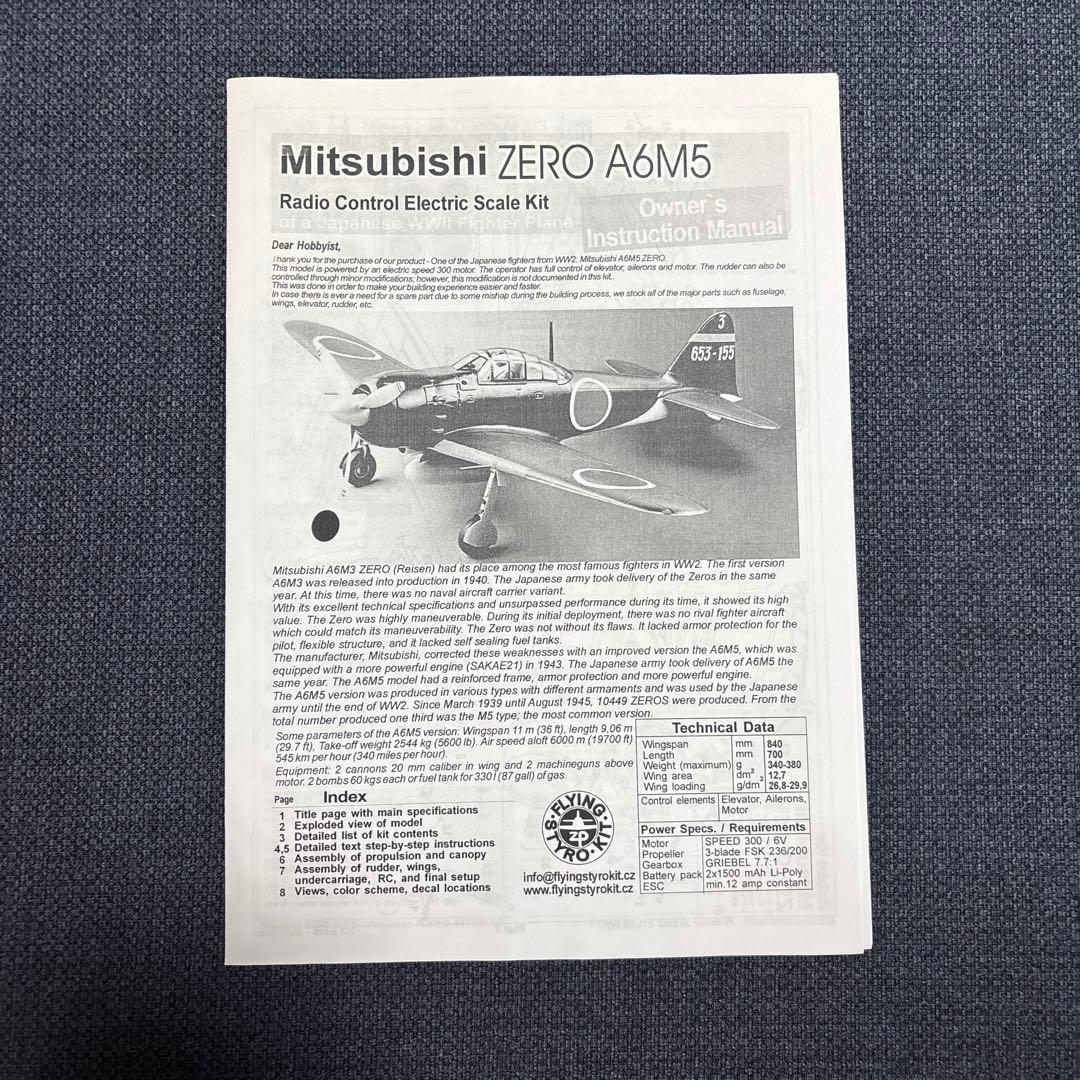 Mitsubishi ZERO A6M5
Radio Control Electric Scale Kit
of a Japanese WWII Fighter Plane
Owner`s
Instruction Manual
Dear Hobbyist,
Thank you for the purchase of our product - One of the Japanese fighters from WW2: Mitsubishi A6M5 ZERO.
This model is powered by an electric speed 300 motor. The operator has full control of elevator, ailerons and motor. The rudder can also be
controlled through minor modifications; however, this modification is not documented in this kit.
This was done in order to make your building experience easier and faster.
In case there is ever a need for a spare part due to some mishap during the building process, we stock all of the major parts such as fuselage,
wings, elevator, rudder, etc.
3
653-155
Mitsubishi A6M3 ZERO (Reisen) had its place among the most famous fighters in WW2. The first version
A6M3 was released into production in 1940. The Japanese army took delivery of the Zeros in the same
year. At this time, there was no naval aircraft carrier variant.
With its excellent technical specifications and unsurpassed performance during its time, it showed its high
value. The Zero was highly maneuverable. During its initial deployment, there was no rival fighter aircraft
which could match its maneuverability. The Zero was not without its flaws. It lacked armor protection for the
pilot, flexible structure, and it lacked self sealing fuel tanks.
The manufacturer, Mitsubishi, corrected these weaknesses with an improved version the A6M5, which was
equipped with a more powerful engine (SAKAE21) in 1943. The Japanese army took delivery of A6M5 the
same year. The A6M5 model had a reinforced frame, armor protection and more powerful engine.
The A6M5 version was produced in various types with different armaments and was used by the Japanese
army until the end of WW2. Since March 1939 until August 1945, 10449 ZEROS were produced. From the
total number produced one third was the M5 type; the most common version.
Some parameters of the A6M5 version: Wingspan 11 m (36 ft), length 9,06 m
(29.7 ft), Take-off weight 2544 kg (5600 lb). Air speed aloft 6000 m (19700 ft)
545 km per hour (340 miles per hour).
Equipment: 2 cannons 20 mm caliber in wing and 2 machineguns above
motor. 2 bombs 60 kgs each or fuel tank for 330 l (87 gall) of gas.
Page Index
1 Title page with main specifications
2 Exploded view of model
3 Detailed list of kit contents
4,5 Detailed text step-by-step instructions
6 Assembly of propulsion and canopy
7 Assembly of rudder, wings,
undercarriage, RC, and final setup
8 Views, color scheme, decal locations
FLYING
STYRO KIT
ZD
info@flyingstyrokit.cz
www.flyingstyrokit.cz
Technical Data
Wingspan mm 840
Length mm 700
Weight (maximum) g 340-380
Wing area dm² 12,7
Wing loading g/dm² 26,8-29,9
Control elements Elevator, Ailerons,
Motor
Power Specs. / Requirements
Motor SPEED 300 / 6V
Propeller 3-blade FSK 236/200
Gearbox GRIEBEL 7.7:1
Battery pack 2x1500 mAh Li-Poly
ESC min.12 amp constant